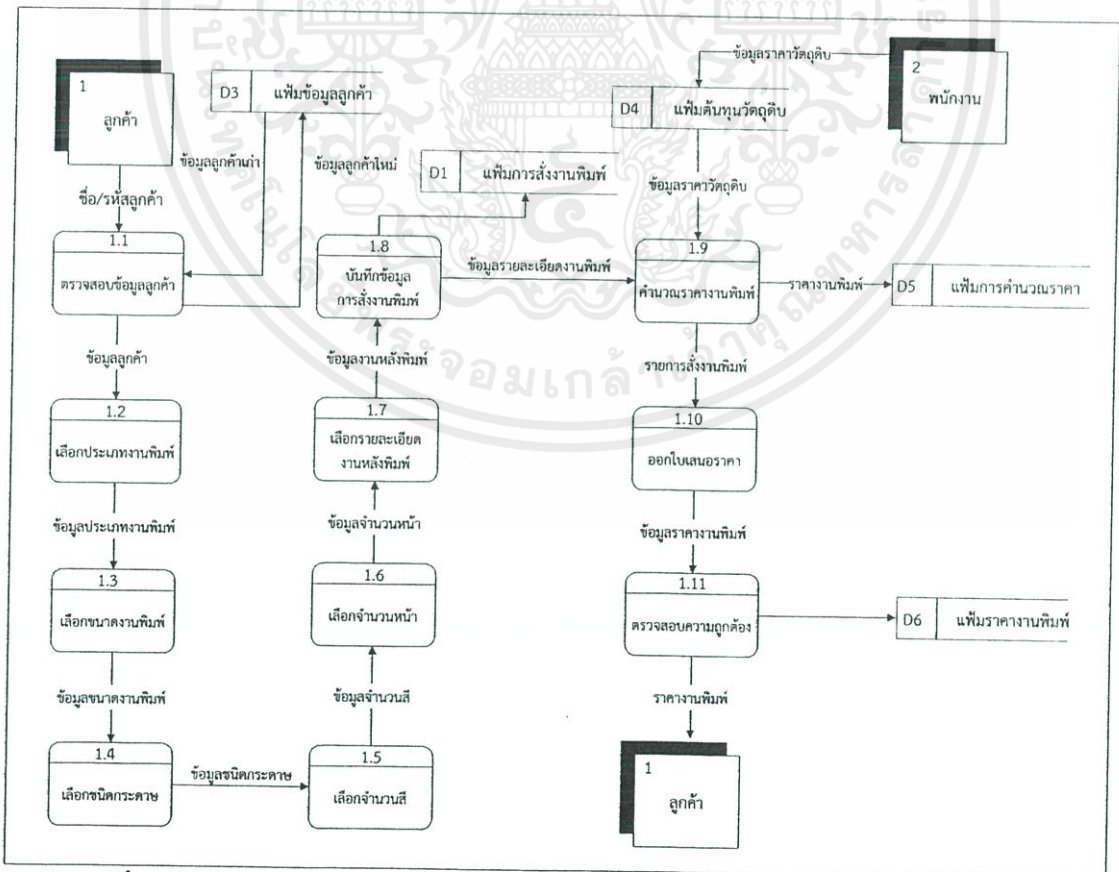 1
ลูกค้า
D3 แฟ้มข้อมูลลูกค้า
ข้อมูลราคาวัตถุดิบ
2
พนักงาน
D4 แฟ้มต้นทุนวัตถุดิบ
ข้อมูลลูกค้าเก่า
ข้อมูลลูกค้าใหม่
D1 แฟ้มการสั่งงานพิมพ์
ข้อมูลราคาวัตถุดิบ
ชื่อ/รหัสลูกค้า
1.1
ตรวจสอบข้อมูลลูกค้า
1.8
บันทึกข้อมูล
การสั่งงานพิมพ์
ข้อมูลรายละเอียดงานพิมพ์
1.9
คำนวณราคางานพิมพ์
ราคางานพิมพ์
D5 แฟ้มการคำนวณราคา
ข้อมูลลูกค้า
ข้อมูลงานหลังพิมพ์
รายการสั่งงานพิมพ์
1.2
เลือกประเภทงานพิมพ์
1.7
เลือกรายละเอียด
งานหลังพิมพ์
1.10
ออกใบเสนอราคา
ข้อมูลประเภทงานพิมพ์
ข้อมูลจำนวนหน้า
ข้อมูลราคางานพิมพ์
1.3
เลือกขนาดงานพิมพ์
1.6
เลือกจำนวนหน้า
1.11
ตรวจสอบความถูกต้อง
D6 แฟ้มราคางานพิมพ์
ข้อมูลขนาดงานพิมพ์
ข้อมูลจำนวนสี
ราคางานพิมพ์
1.4
เลือกชนิดกระดาษ
ข้อมูลชนิดกระดาษ
1.5
เลือกจำนวนสี
1
ลูกค้า